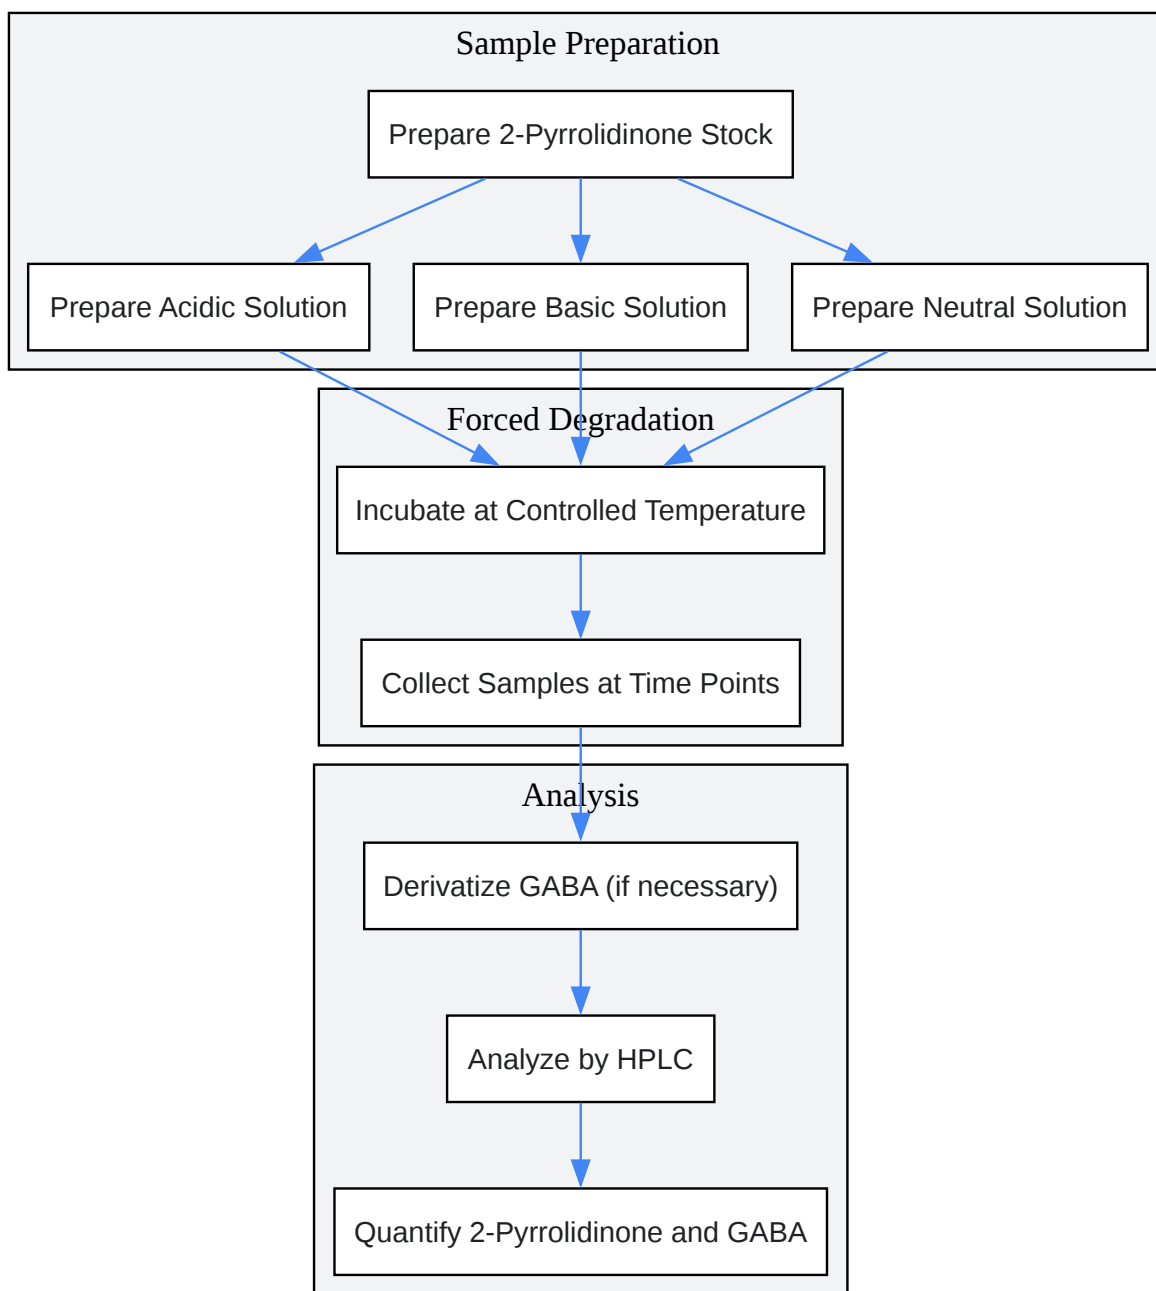 Sample Preparation
Prepare 2-Pyrrolidinone Stock
Prepare Acidic Solution
Prepare Basic Solution
Prepare Neutral Solution
Forced Degradation
Incubate at Controlled Temperature
Collect Samples at Time Points
Analysis
Derivatize GABA (if necessary)
Analyze by HPLC
Quantify 2-Pyrrolidinone and GABA